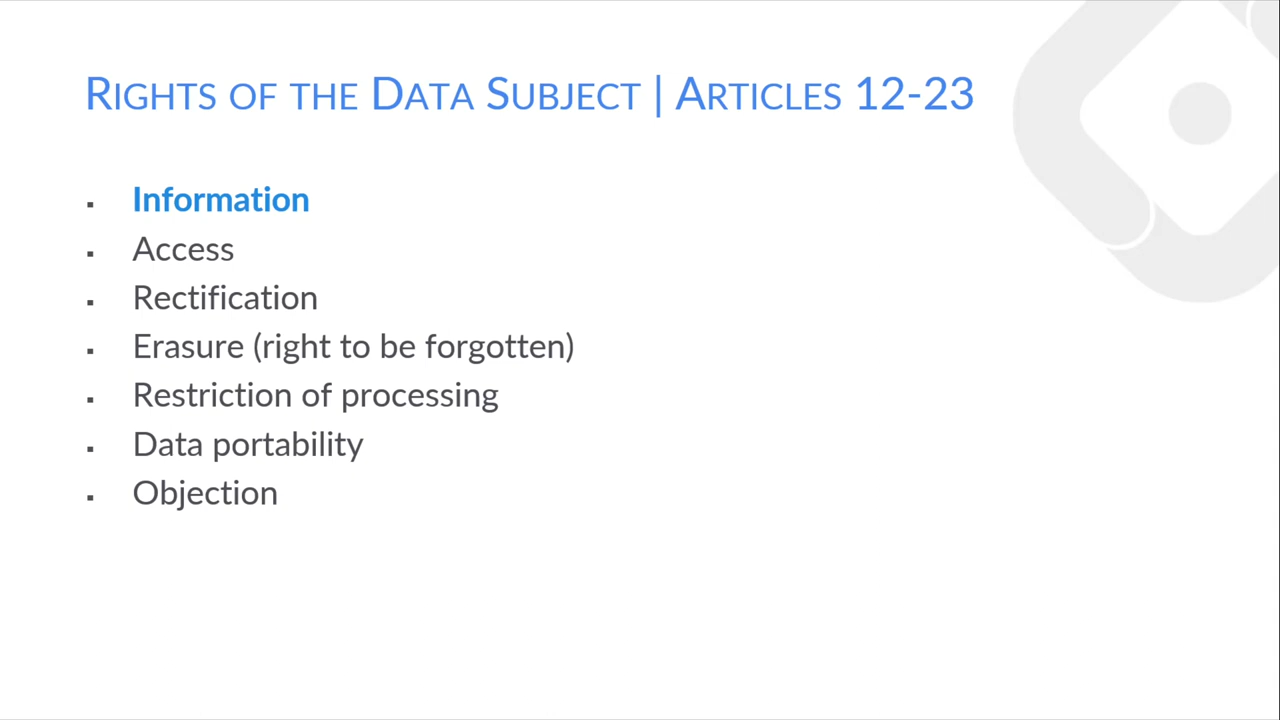 Rights of the Data Subject | Articles 12-23
▪ Information
▪ Access
▪ Rectification
▪ Erasure (right to be forgotten)
▪ Restriction of processing
▪ Data portability
▪ Objection